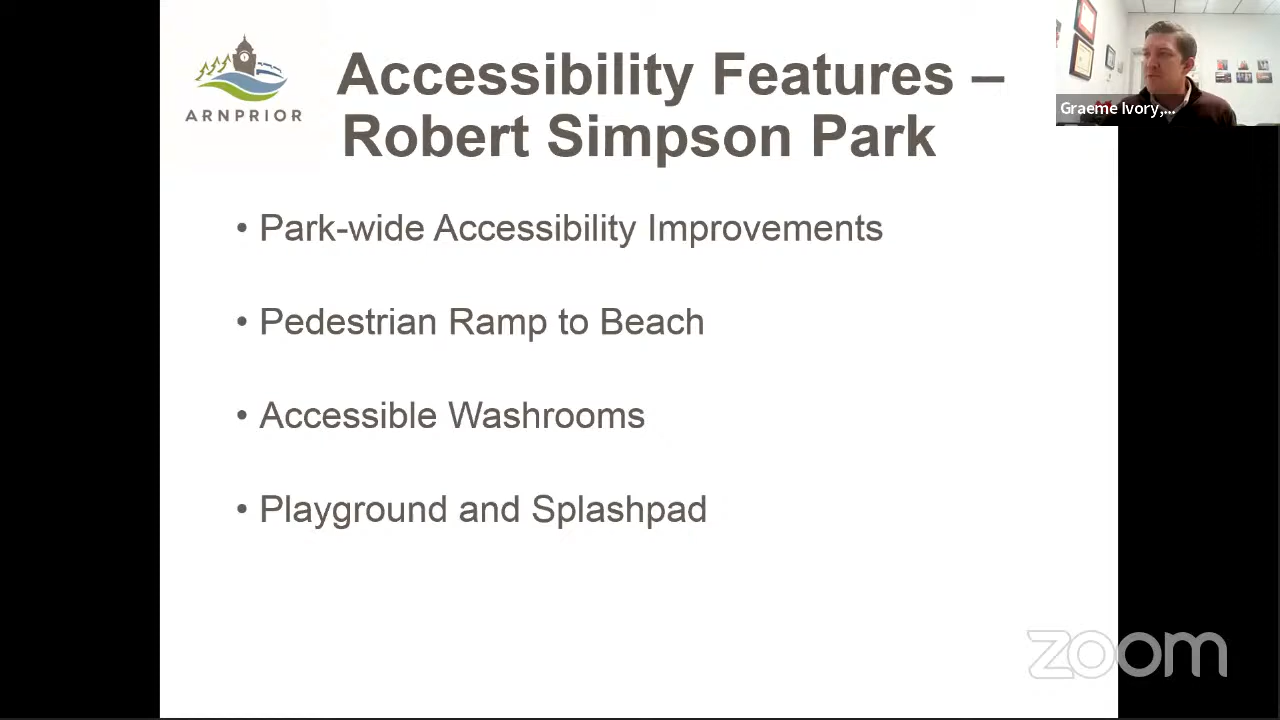 ARNPRIOR
Accessibility Features –
Robert Simpson Park
Graeme Ivory,...
• Park-wide Accessibility Improvements
• Pedestrian Ramp to Beach
• Accessible Washrooms
• Playground and Splashpad
zoom